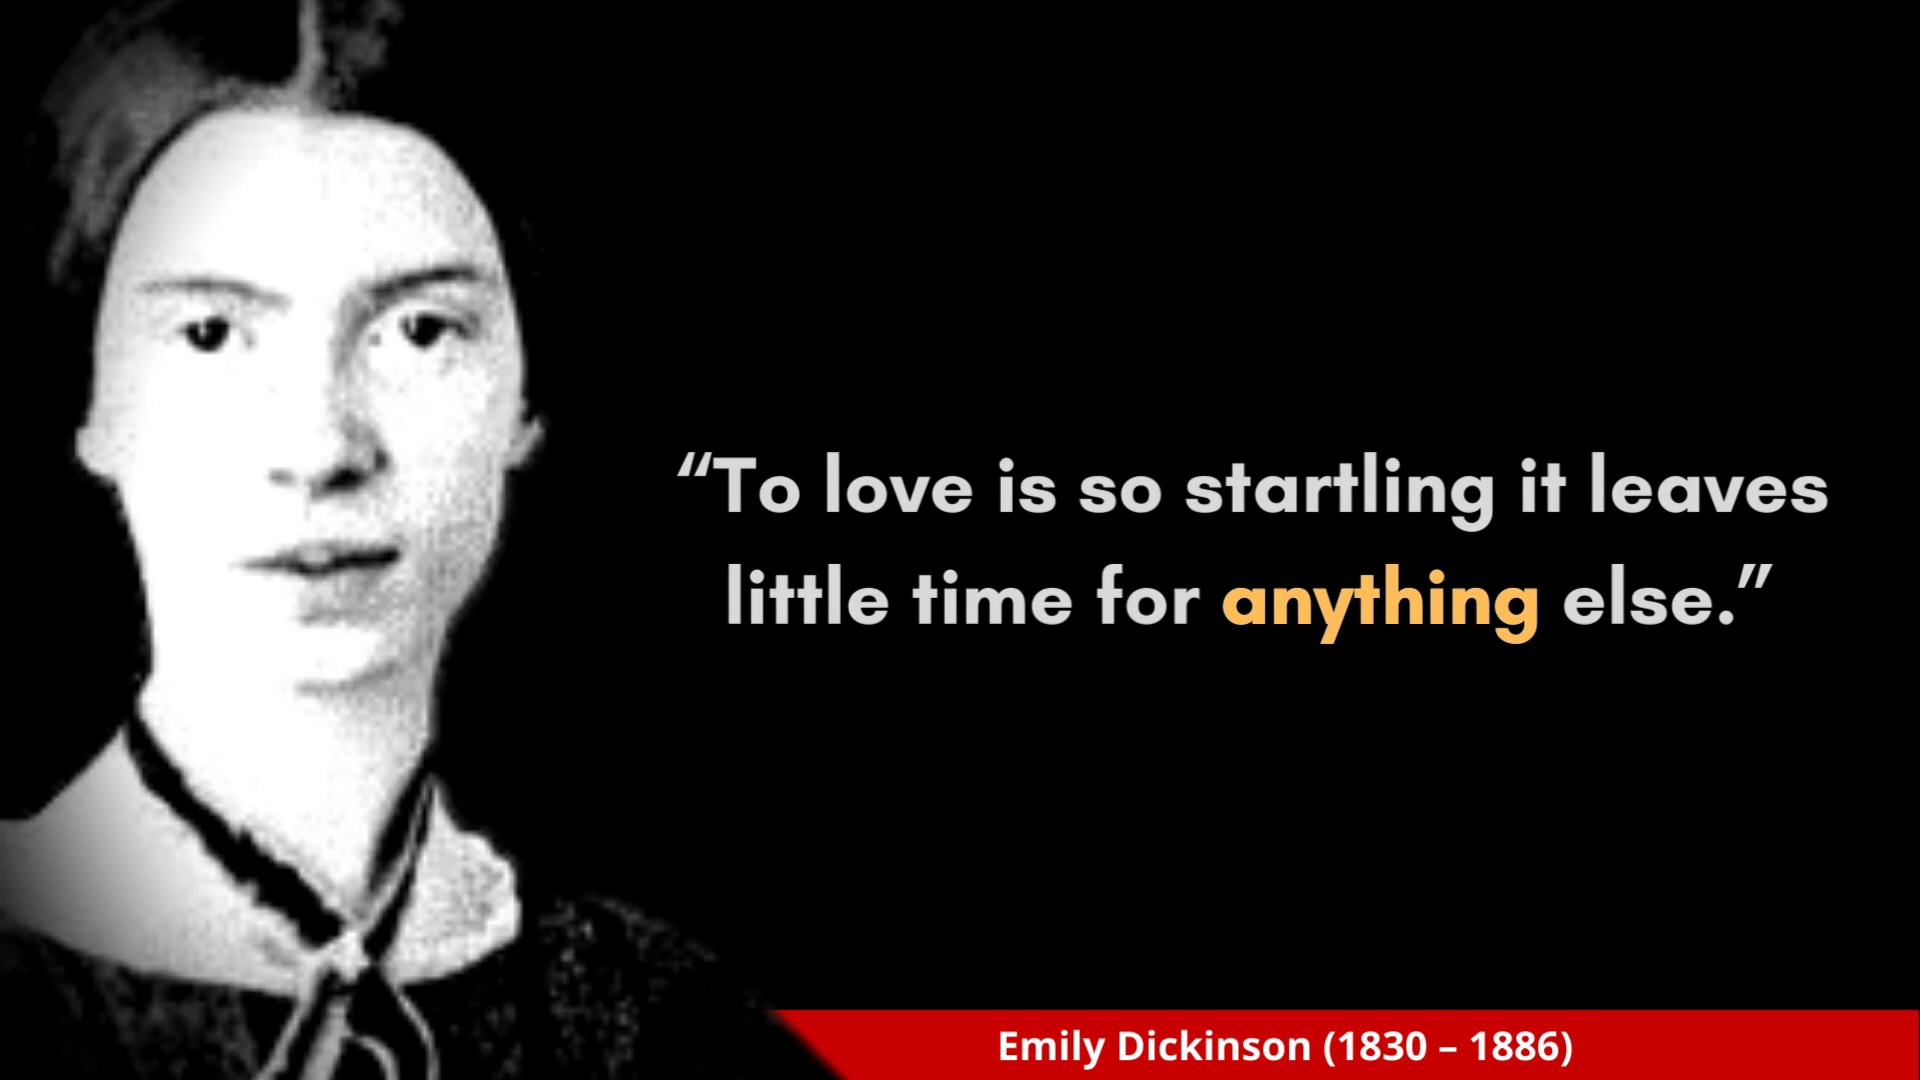 “To love is so startling it leaves
little time for anything else.”
Emily Dickinson (1830 – 1886)